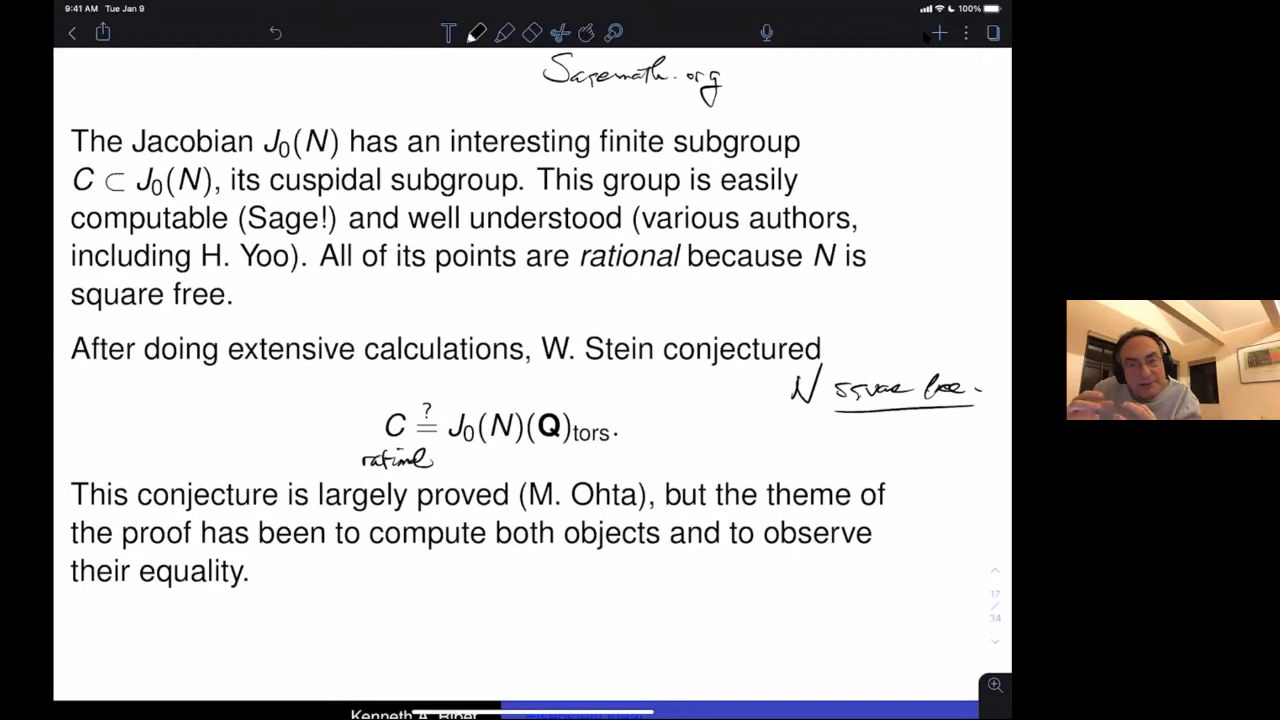 9:41 AM Tue Jan 9
100%
Sagemath.org
The Jacobian J₀(N) has an interesting finite subgroup
C ⊂ J₀(N), its cuspidal subgroup. This group is easily
computable (Sage!) and well understood (various authors,
including H. Yoo). All of its points are rational because N is
square free.
After doing extensive calculations, W. Stein conjectured
N square free.
C ≟ J₀(N)(Q)tors.
rational
This conjecture is largely proved (M. Ohta), but the theme of
the proof has been to compute both objects and to observe
their equality.
17
/
34
Kenneth A. Ribet